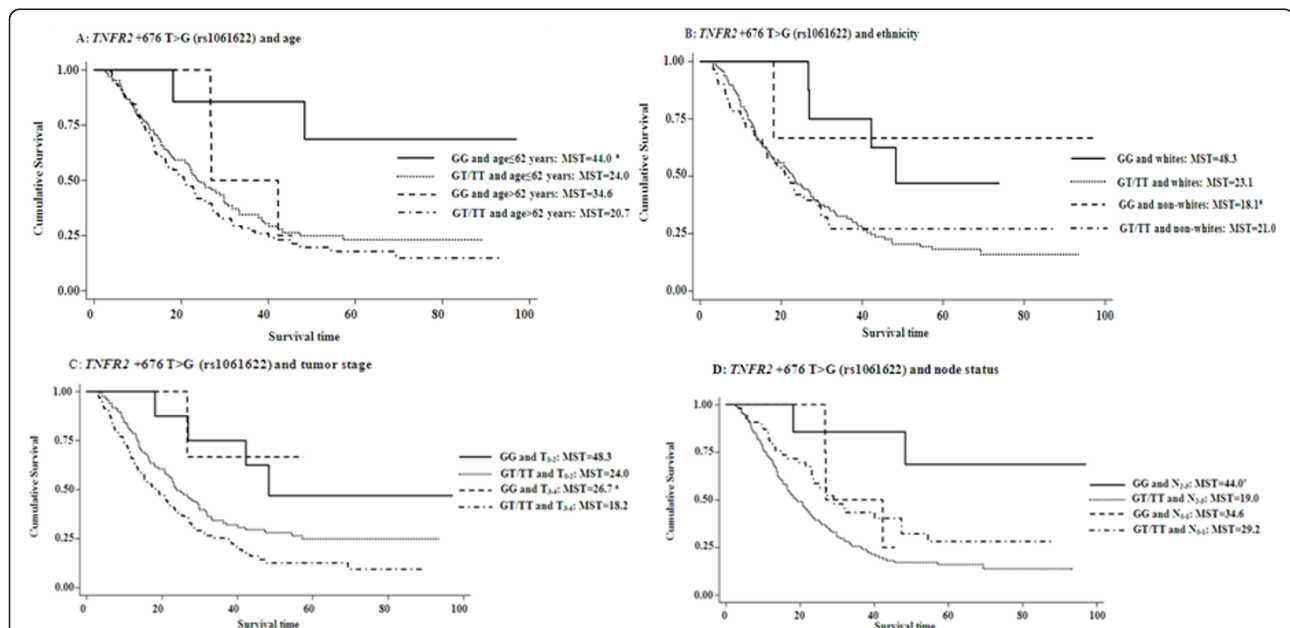 A: TNFR2 +676 T>G (rs1061622) and age
Cumulative Survival
1.00
0.75
0.50
0.25
0.00
0
20
40
60
80
100
Survival time
GG and age≤62 years: MST=44.0 ª
GT/TT and age≤62 years: MST=24.0
GG and age>62 years: MST=34.6
GT/TT and age>62 years: MST=20.7
B: TNFR2 +676 T>G (rs1061622) and ethnicity
Cumulative Survival
1.00
0.75
0.50
0.25
0.00
0
20
40
60
80
100
Survival time
GG and whites: MST=48.3
GT/TT and whites: MST=23.1
GG and non-whites: MST=18.1ª
GT/TT and non-whites: MST=21.0
C: TNFR2 +676 T>G (rs1061622) and tumor stage
Cumulative Survival
1.00
0.75
0.50
0.25
0.00
0
20
40
60
80
100
Survival time
GG and T0-2: MST=48.3
GT/TT and T0-2: MST=24.0
GG and T3-4: MST=26.7 ª
GT/TT and T3-4: MST=18.2
D: TNFR2 +676 T>G (rs1061622) and node status
Cumulative Survival
1.00
0.75
0.50
0.25
0.00
0
20
40
60
80
100
Survival time
GG and N2-3: MST=44.0
GT/TT and N2-3: MST=19.0
GG and N0-1: MST=34.6
GT/TT and N0-1: MST=29.2